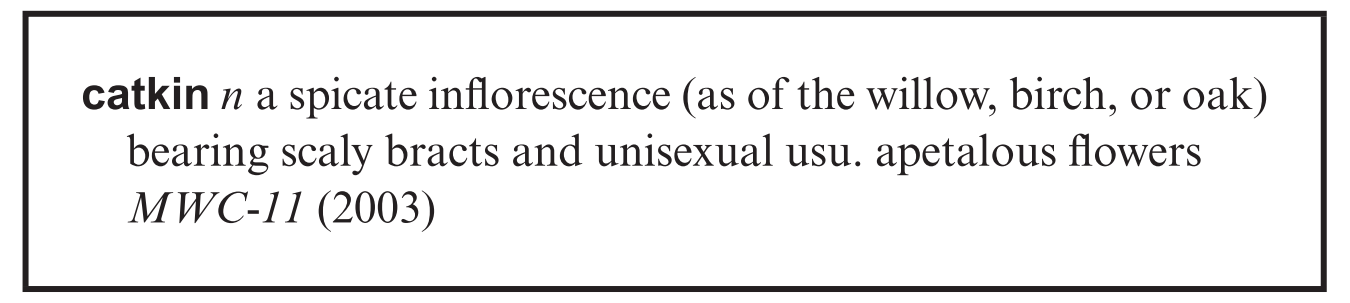 catkin n a spicate inflorescence (as of the willow, birch, or oak)
bearing scaly bracts and unisexual usu. apetalous flowers
MWC-11 (2003)